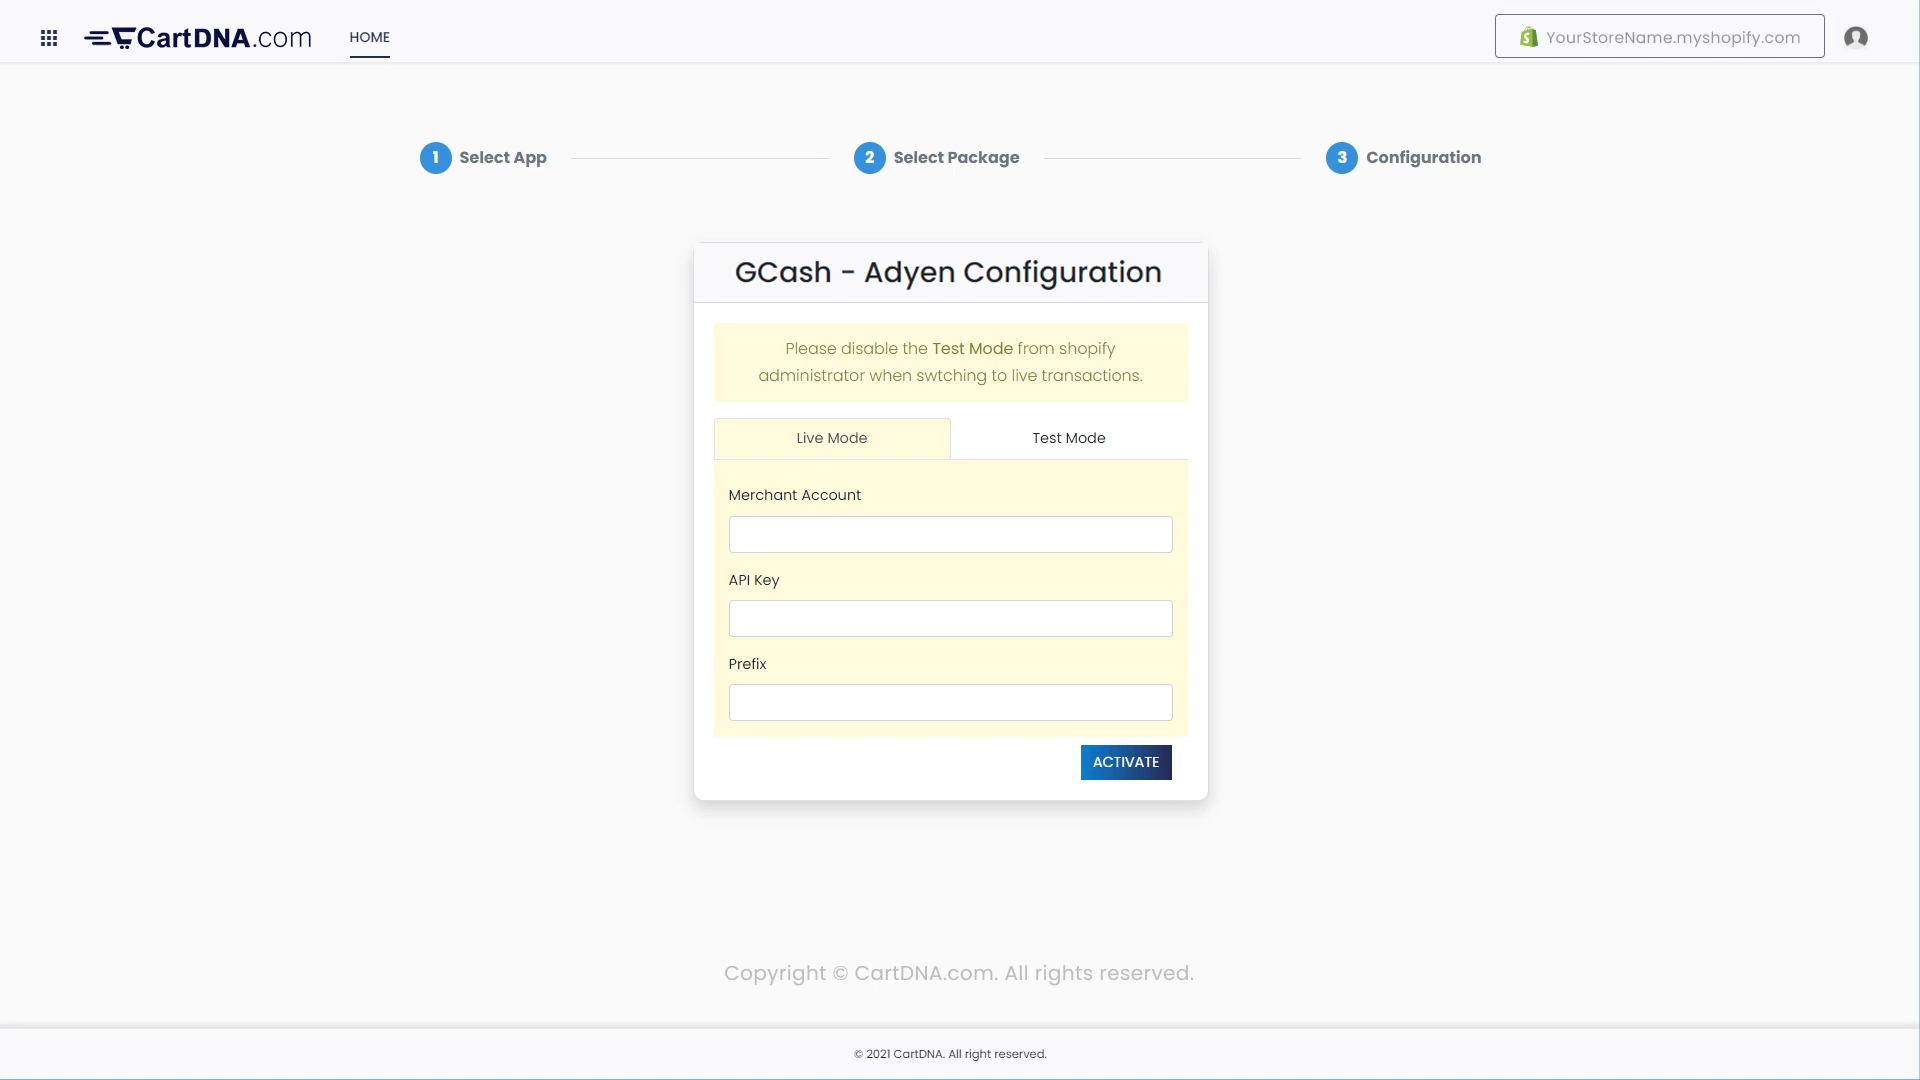 CartDNA.com
HOME
YourStoreName.myshopify.com
1 Select App
2 Select Package
3 Configuration
GCash - Adyen Configuration
Please disable the Test Mode from shopify
administrator when swtching to live transactions.
Live Mode
Test Mode
Merchant Account
API Key
Prefix
ACTIVATE
Copyright © CartDNA.com. All rights reserved.
© 2021 CartDNA. All right reserved.